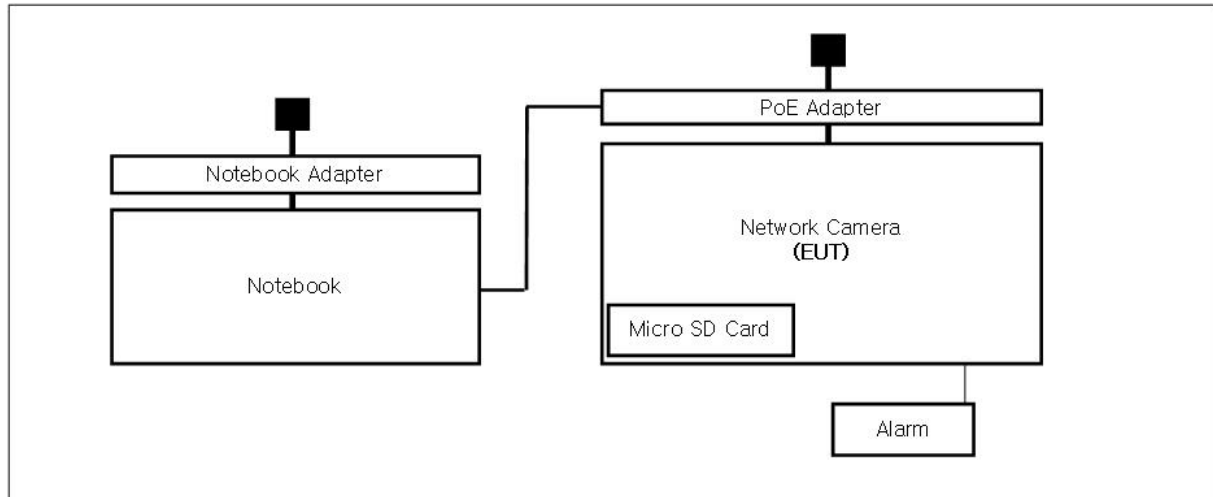 PoE Adapter
Notebook Adapter
Network Camera
(EUT)
Notebook
Micro SD Card
Alarm